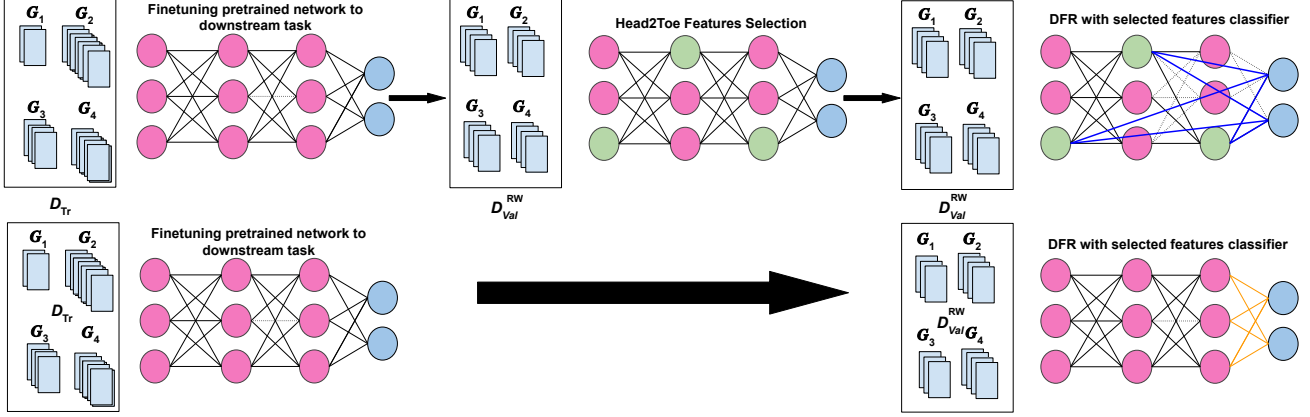 Finetuning pretrained network to
downstream task
Head2Toe Features Selection
DFR with selected features classifier
G1 G2
G3 G4
DTr
G1 G2
G3 G4
DVal^RW
G1 G2
G3 G4
DVal^RW
Finetuning pretrained network to
downstream task
DFR with selected features classifier
G1 G2
DTr
G3 G4
G1 G2
DVal^RW
G3 G4